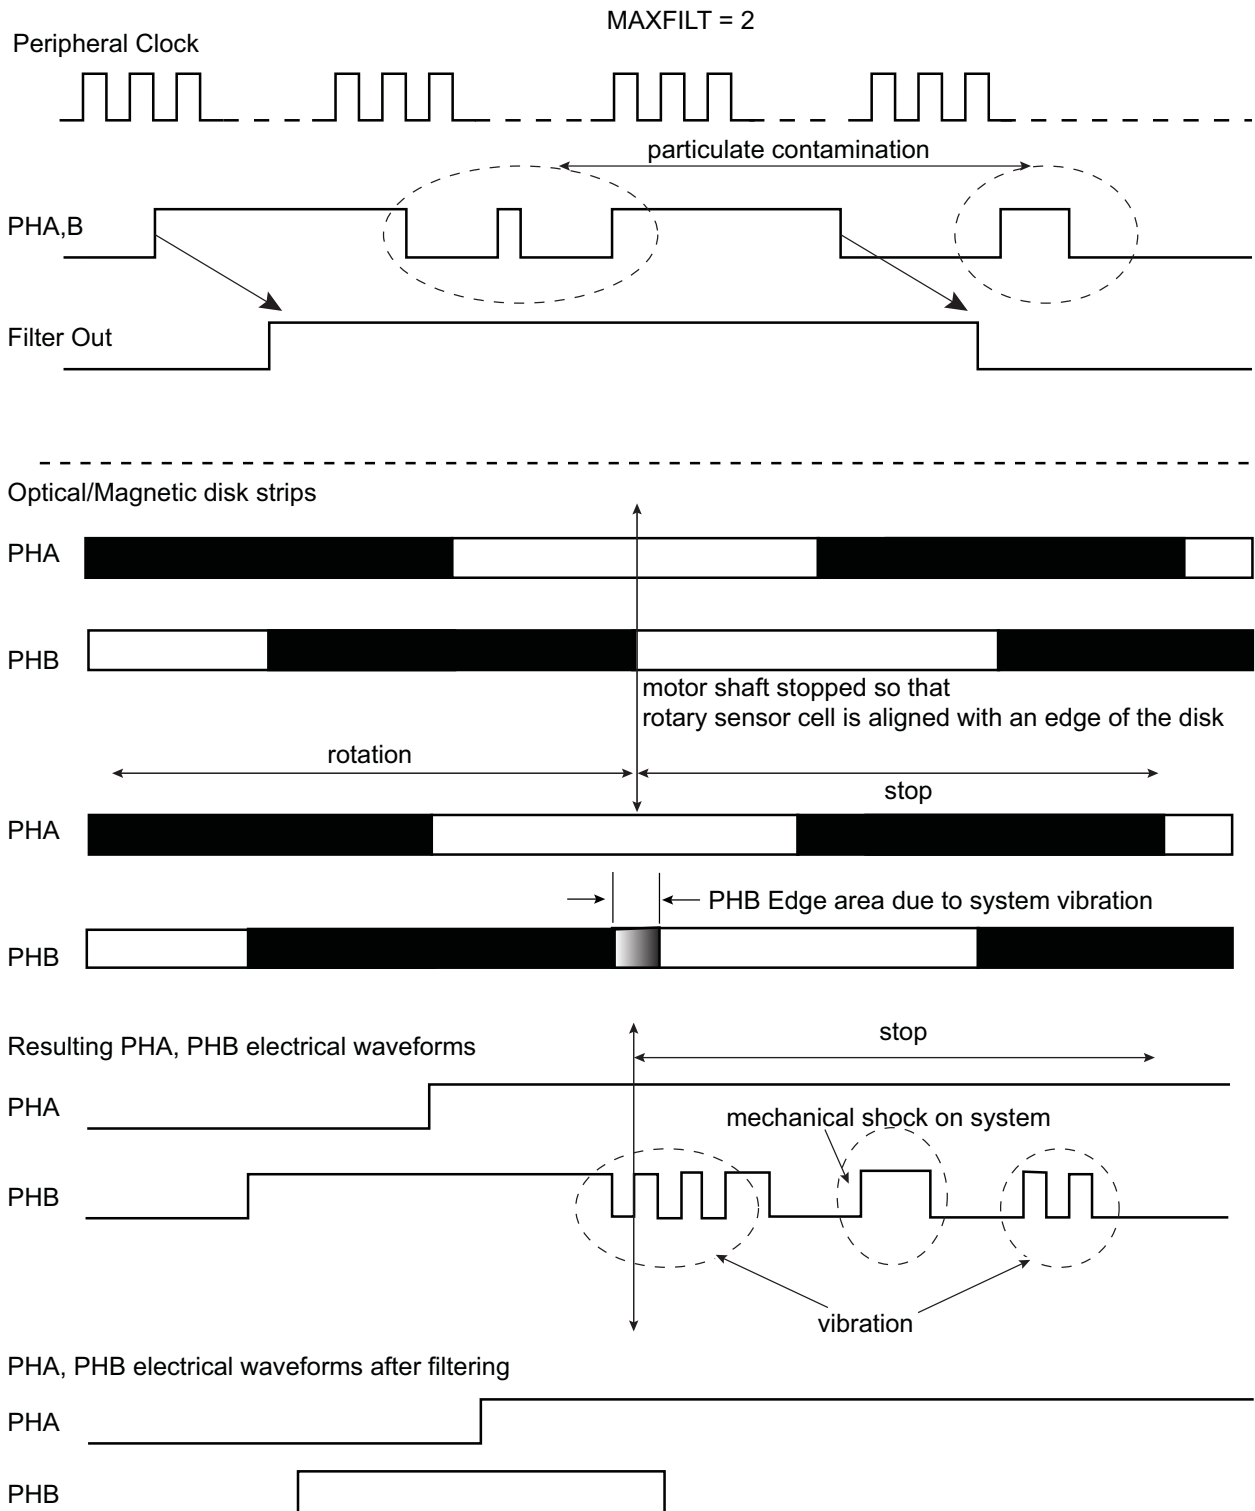 MAXFILT = 2
Peripheral Clock
particulate contamination
PHA,B
Filter Out
Optical/Magnetic disk strips
PHA
PHB
motor shaft stopped so that
rotary sensor cell is aligned with an edge of the disk
rotation
stop
PHA
PHB Edge area due to system vibration
PHB
stop
Resulting PHA, PHB electrical waveforms
PHA
mechanical shock on system
PHB
vibration
PHA, PHB electrical waveforms after filtering
PHA
PHB